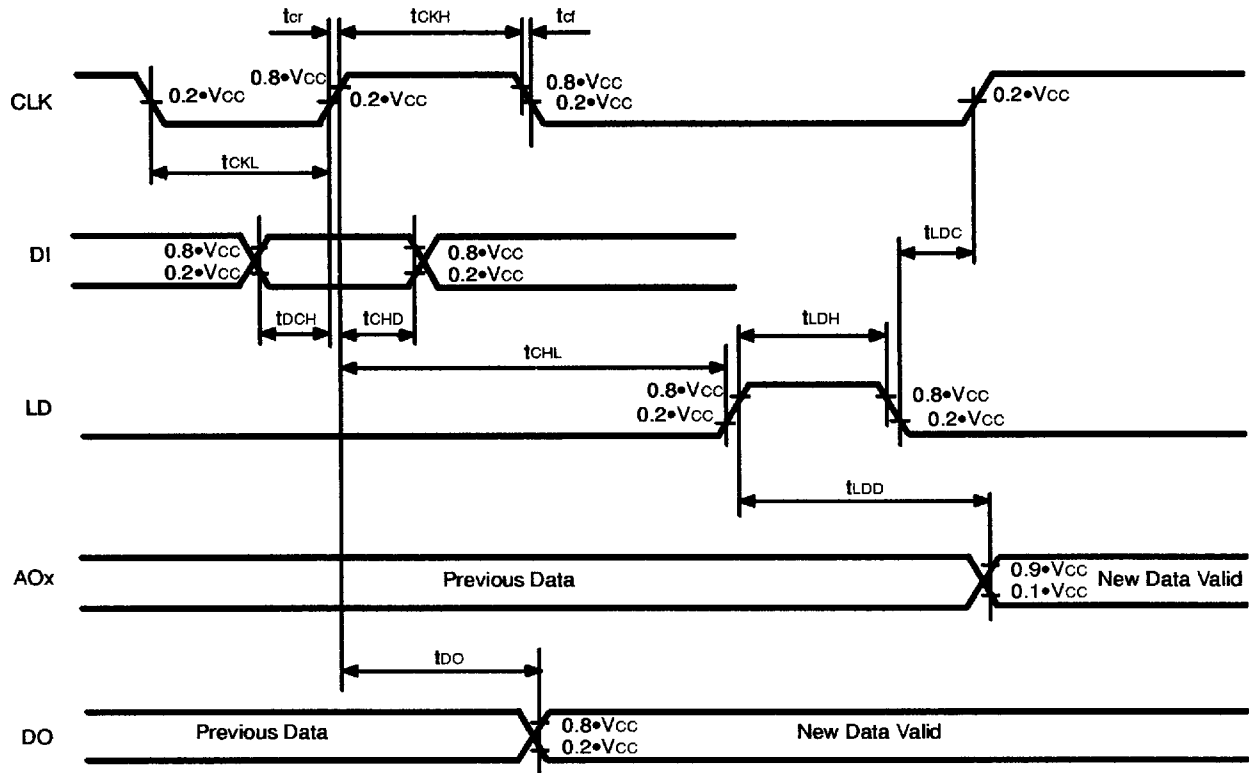 tcr tCKH tcf
CLK
0.2•VCC
0.8•VCC
0.2•VCC
0.8•VCC
0.2•VCC
0.2•VCC
tCKL
DI
0.8•VCC
0.2•VCC
0.8•VCC
0.2•VCC
tLDC
tDCH tCHD
tLDH
tCHL
LD
0.8•VCC
0.2•VCC
0.8•VCC
0.2•VCC
tLDD
AOx
Previous Data
0.9•VCC
0.1•VCC
New Data Valid
tDO
DO
Previous Data
0.8•VCC
0.2•VCC
New Data Valid